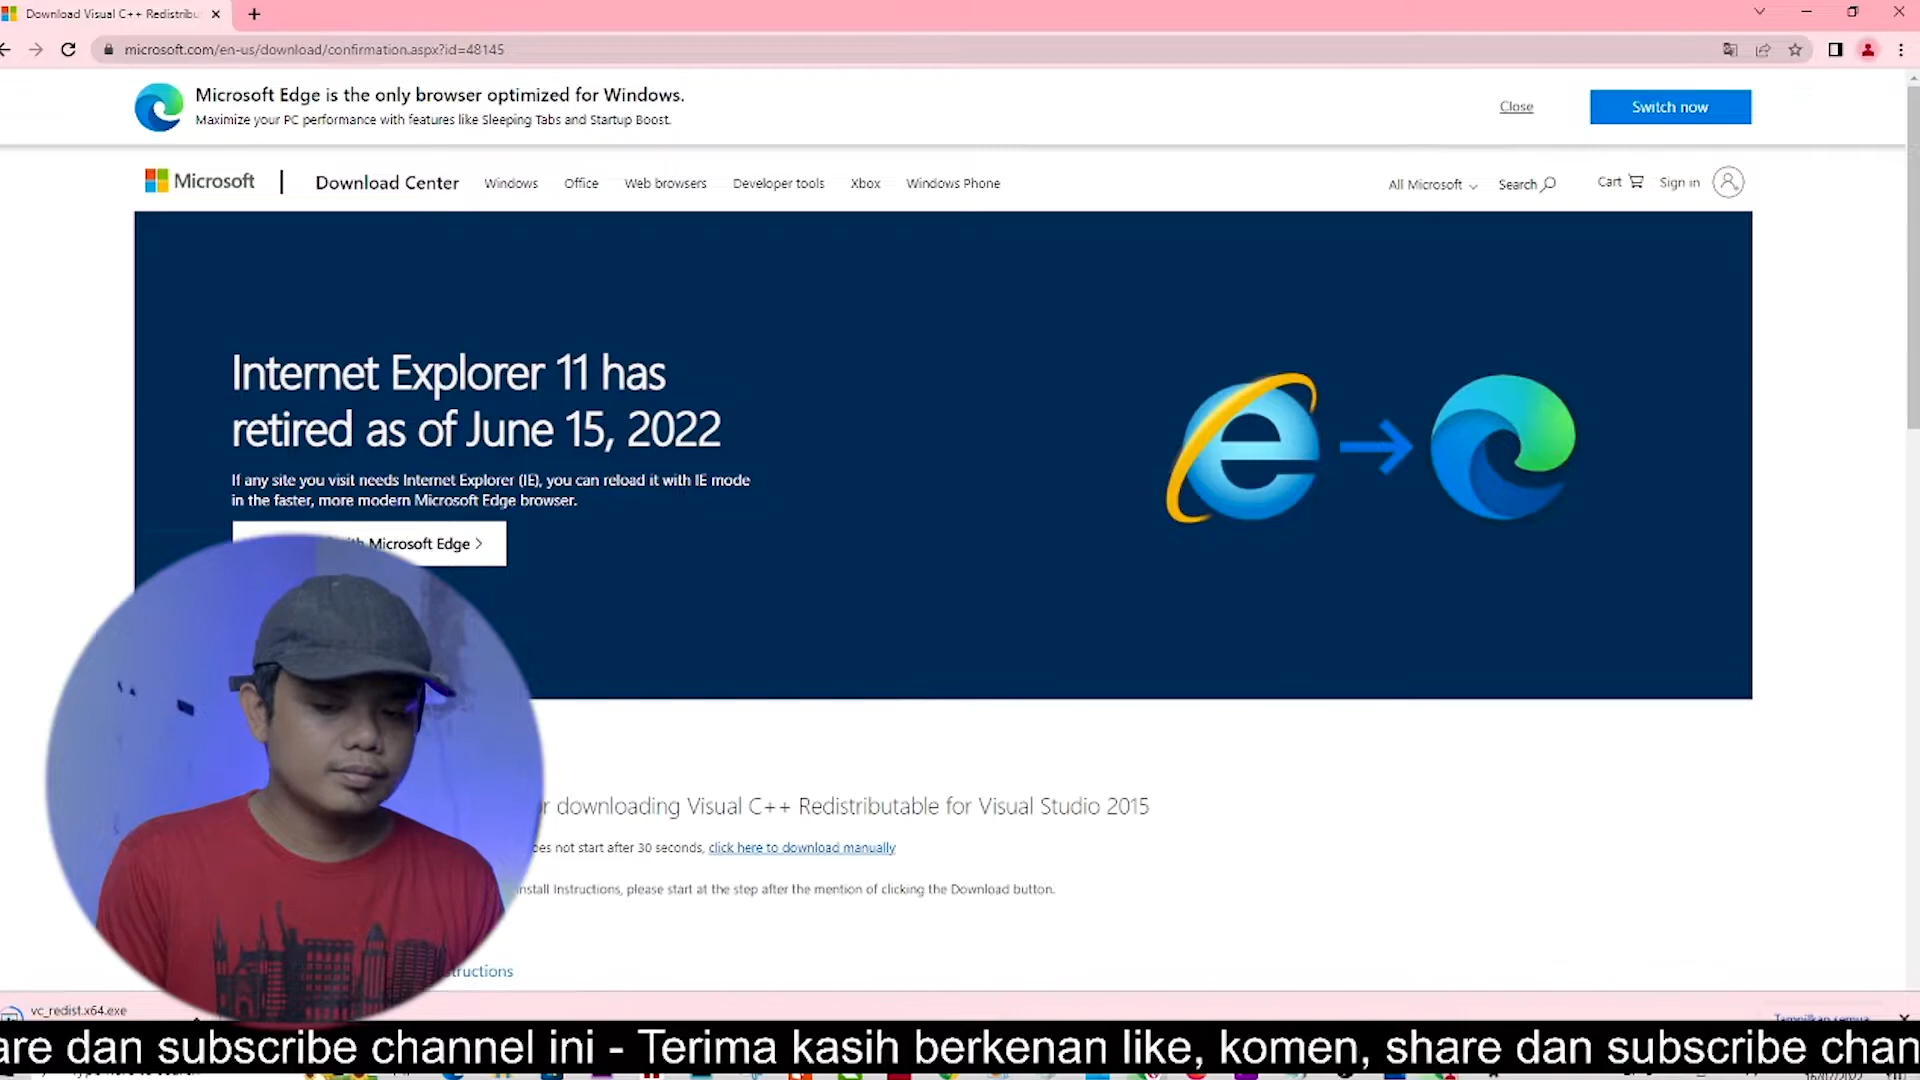 Download Visual C++ Redistribu
microsoft.com/en-us/download/confirmation.aspx?id=48145
Microsoft Edge is the only browser optimized for Windows.
Maximize your PC performance with features like Sleeping Tabs and Startup Boost.
Close
Switch now
Microsoft
Download Center
Windows
Office
Web browsers
Developer tools
Xbox
Windows Phone
All Microsoft
Search
Cart
Sign in
Internet Explorer 11 has
retired as of June 15, 2022
If any site you visit needs Internet Explorer (IE), you can reload it with IE mode
in the faster, more modern Microsoft Edge browser.
with Microsoft Edge >
r downloading Visual C++ Redistributable for Visual Studio 2015
es not start after 30 seconds, click here to download manually
nstall Instructions, please start at the step after the mention of clicking the Download button.
structions
vc_redist.x64.exe
Tampilkan semua
are dan subscribe channel ini - Terima kasih berkenan like, komen, share dan subscribe chan